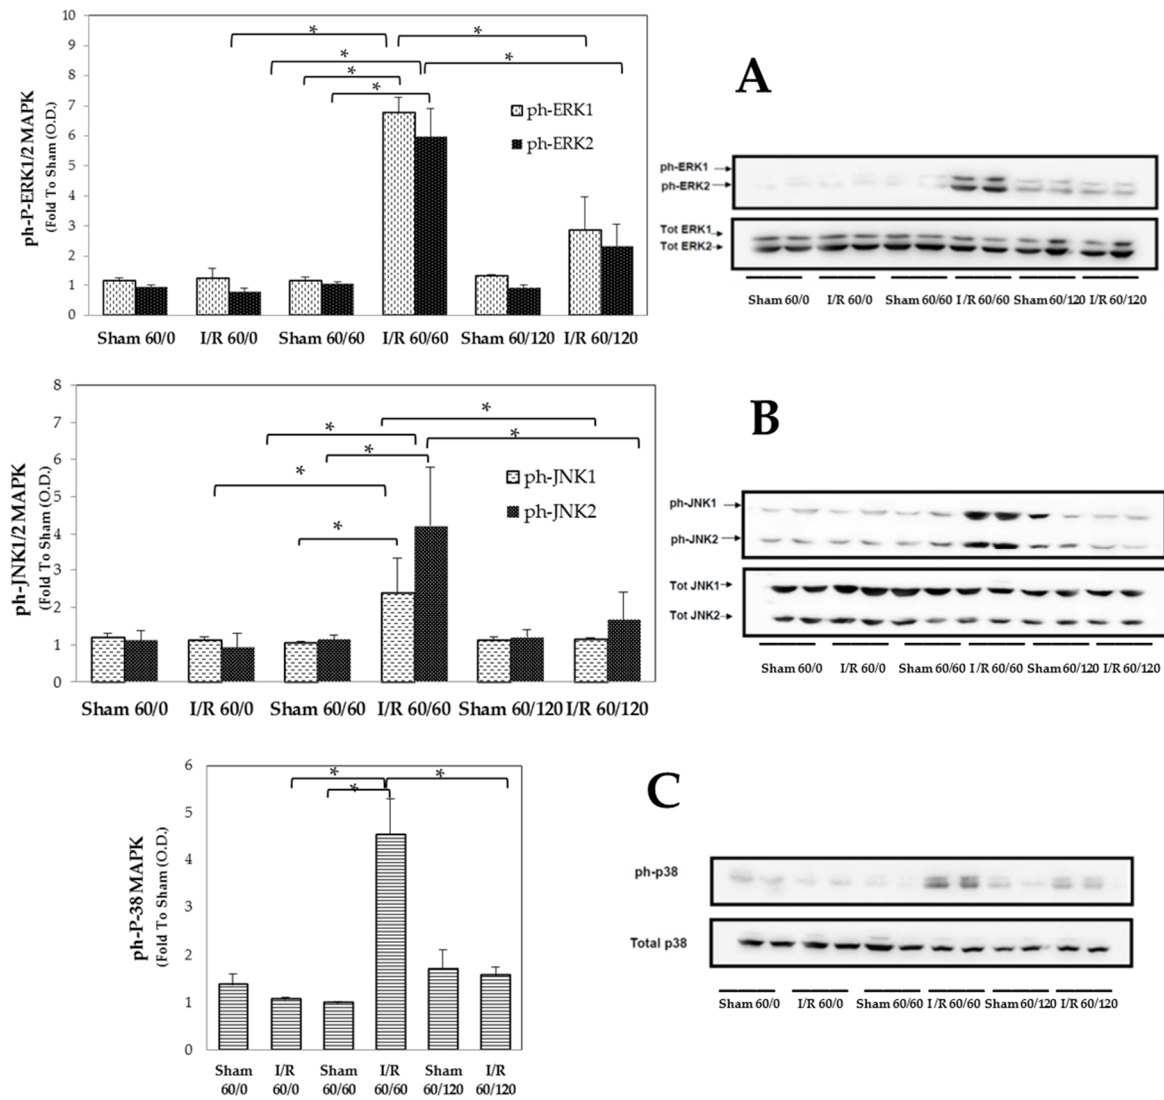 10
9
8
7
6
5
4
3
2
1
0
ph-P-ERK1/2 MAPK
(Fold To Sham (O.D.)
* * * * * *
ph-ERK1
ph-ERK2
Sham 60/0 I/R 60/0 Sham 60/60 I/R 60/60 Sham 60/120 I/R 60/120
A
ph-ERK1
ph-ERK2
Tot ERK1
Tot ERK2
Sham 60/0 I/R 60/0 Sham 60/60 I/R 60/60 Sham 60/120 I/R 60/120
8
7
6
5
4
3
2
1
0
ph-JNK1/2 MAPK
(Fold To Sham (O.D.)
* * * * * *
ph-JNK1
ph-JNK2
Sham 60/0 I/R 60/0 Sham 60/60 I/R 60/60 Sham 60/120 I/R 60/120
B
ph-JNK1
ph-JNK2
Tot JNK1
Tot JNK2
Sham 60/0 I/R 60/0 Sham 60/60 I/R 60/60 Sham 60/120 I/R 60/120
6
5
4
3
2
1
0
ph-P-38 MAPK
(Fold To Sham (O.D.)
* * *
Sham I/R Sham I/R Sham I/R
60/0 60/0 60/60 60/60 60/120 60/120
C
ph-p38
Total p38
Sham 60/0 I/R 60/0 Sham 60/60 I/R 60/60 Sham 60/120 I/R 60/120